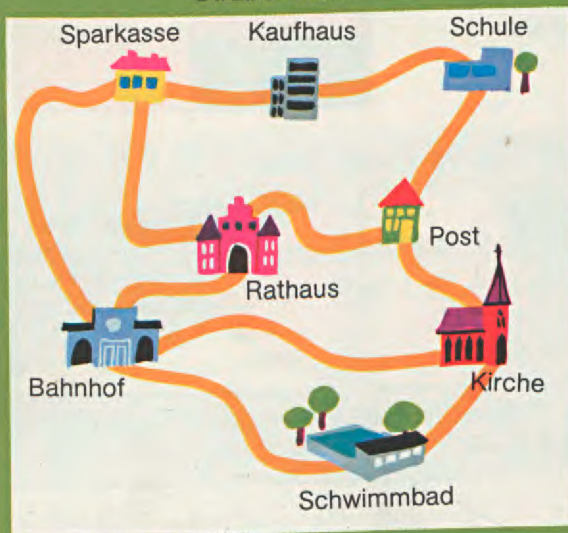 Sparkasse
Kaufhaus
Schule
Post
Rathaus
Bahnhof
Kirche
Schwimmbad